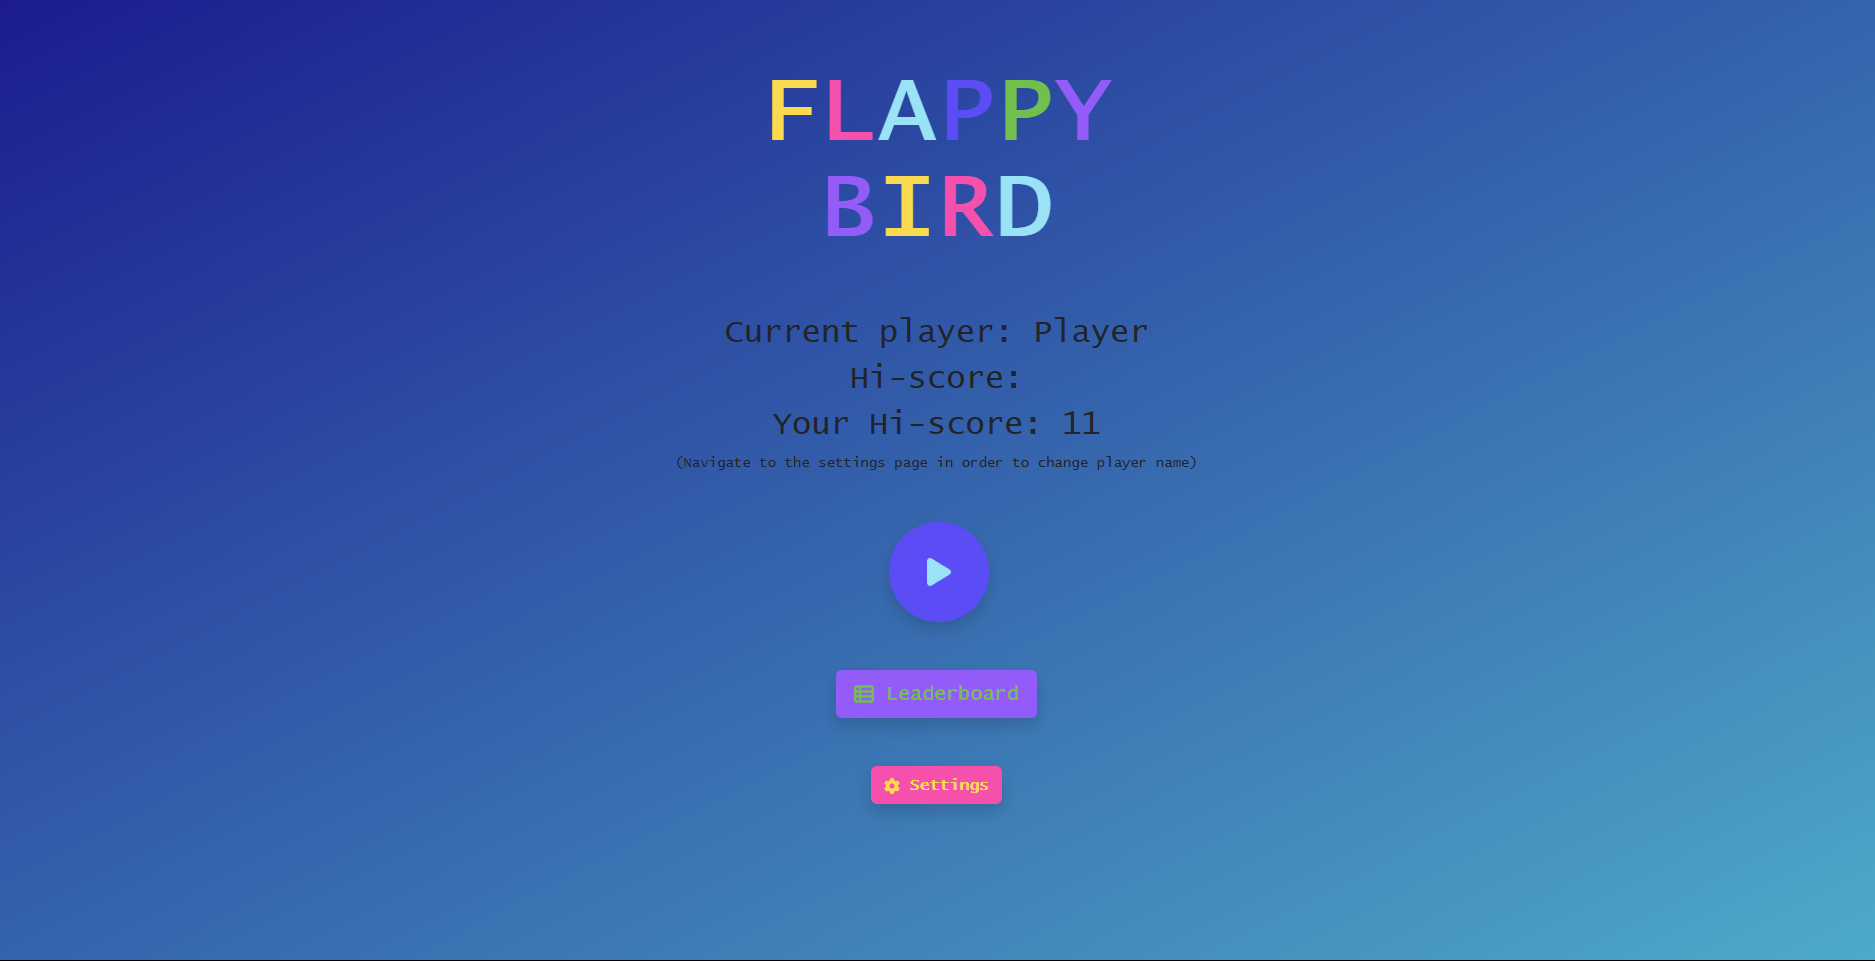 FLAPPY
BIRD
Current player: Player
Hi-score:
Your Hi-score: 11
(Navigate to the settings page in order to change player name)
Leaderboard
Settings